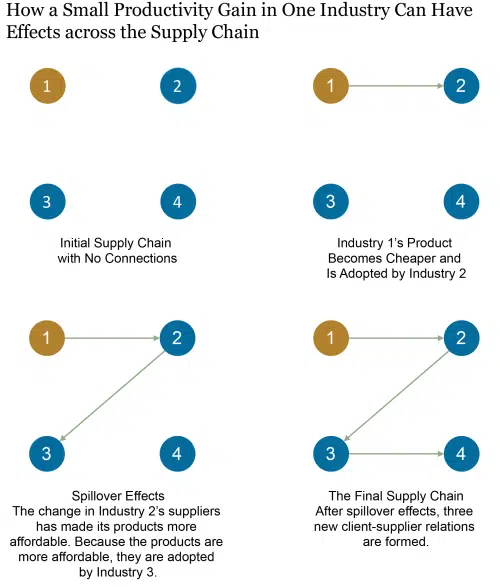 How a Small Productivity Gain in One Industry Can Have
Effects across the Supply Chain
1
2
3
4
Initial Supply Chain
with No Connections
1
2
3
4
Industry 1's Product
Becomes Cheaper and
Is Adopted by Industry 2
1
2
3
4
Spillover Effects
The change in Industry 2's suppliers
has made its products more
affordable. Because the products are
more affordable, they are adopted
by Industry 3.
1
2
3
4
The Final Supply Chain
After spillover effects, three
new client-supplier relations
are formed.